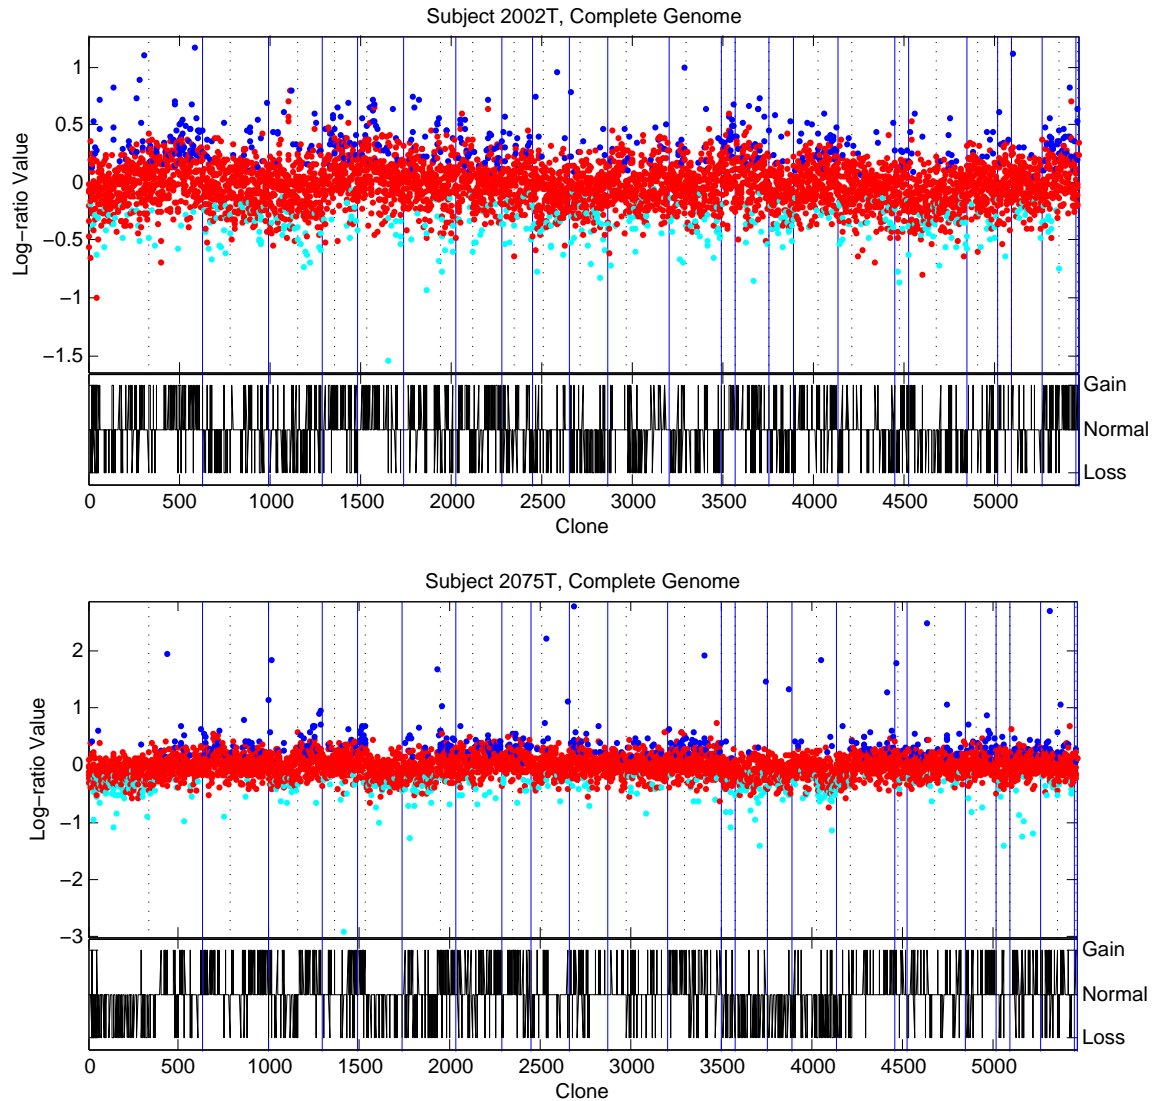 Subject 2002T, Complete Genome
1
0.5
0
−0.5
−1
−1.5
Log−ratio Value
Gain
Normal
Loss
0 500 1000 1500 2000 2500 3000 3500 4000 4500 5000
Clone
Subject 2075T, Complete Genome
2
1
0
−1
−2
−3
Log−ratio Value
Gain
Normal
Loss
0 500 1000 1500 2000 2500 3000 3500 4000 4500 5000
Clone